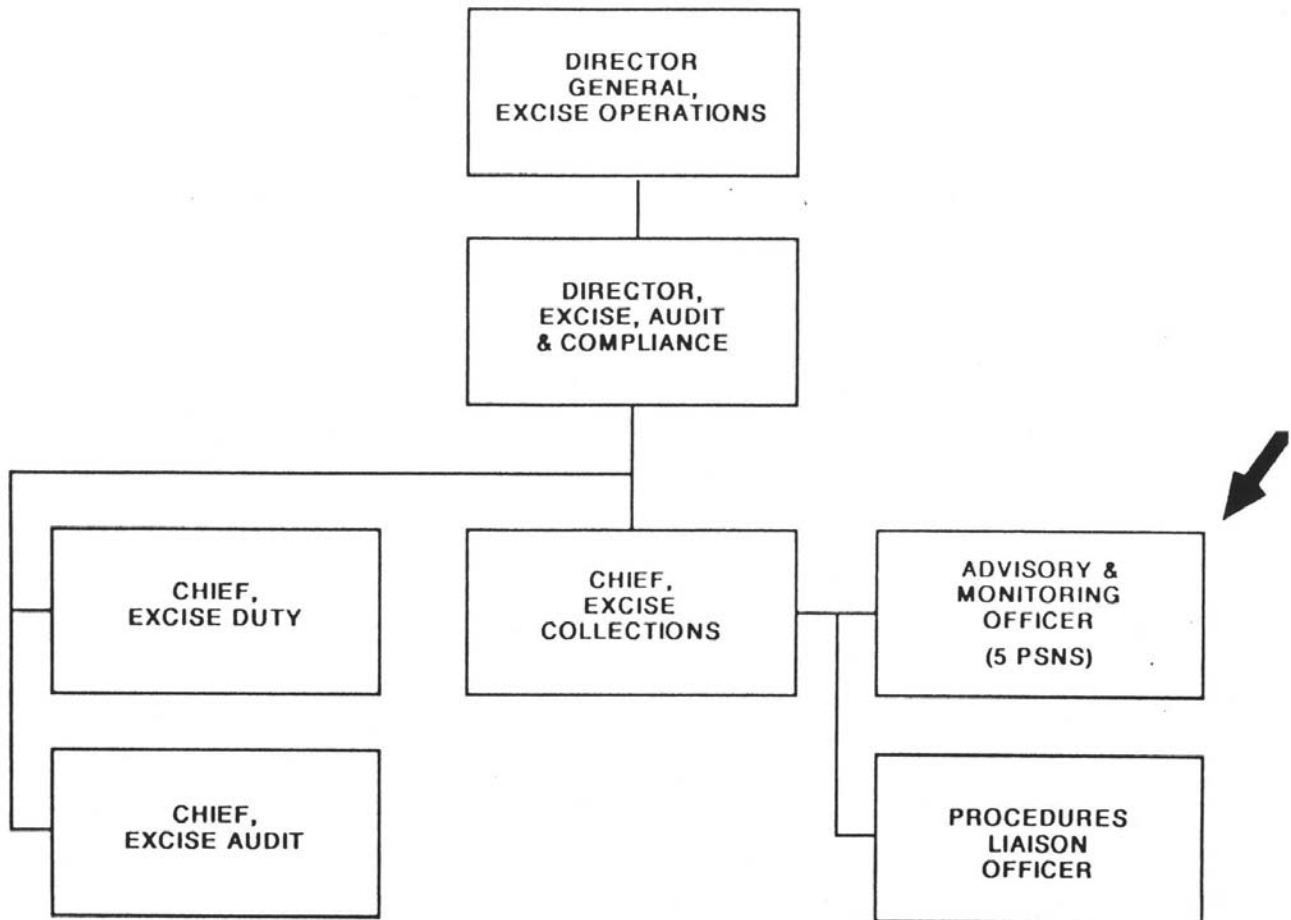 DIRECTOR
GENERAL,
EXCISE OPERATIONS
DIRECTOR,
EXCISE, AUDIT
& COMPLIANCE
CHIEF,
EXCISE DUTY
CHIEF,
EXCISE
COLLECTIONS
ADVISORY &
MONITORING
OFFICER
(5 PSNS)
CHIEF,
EXCISE AUDIT
PROCEDURES
LIAISON
OFFICER